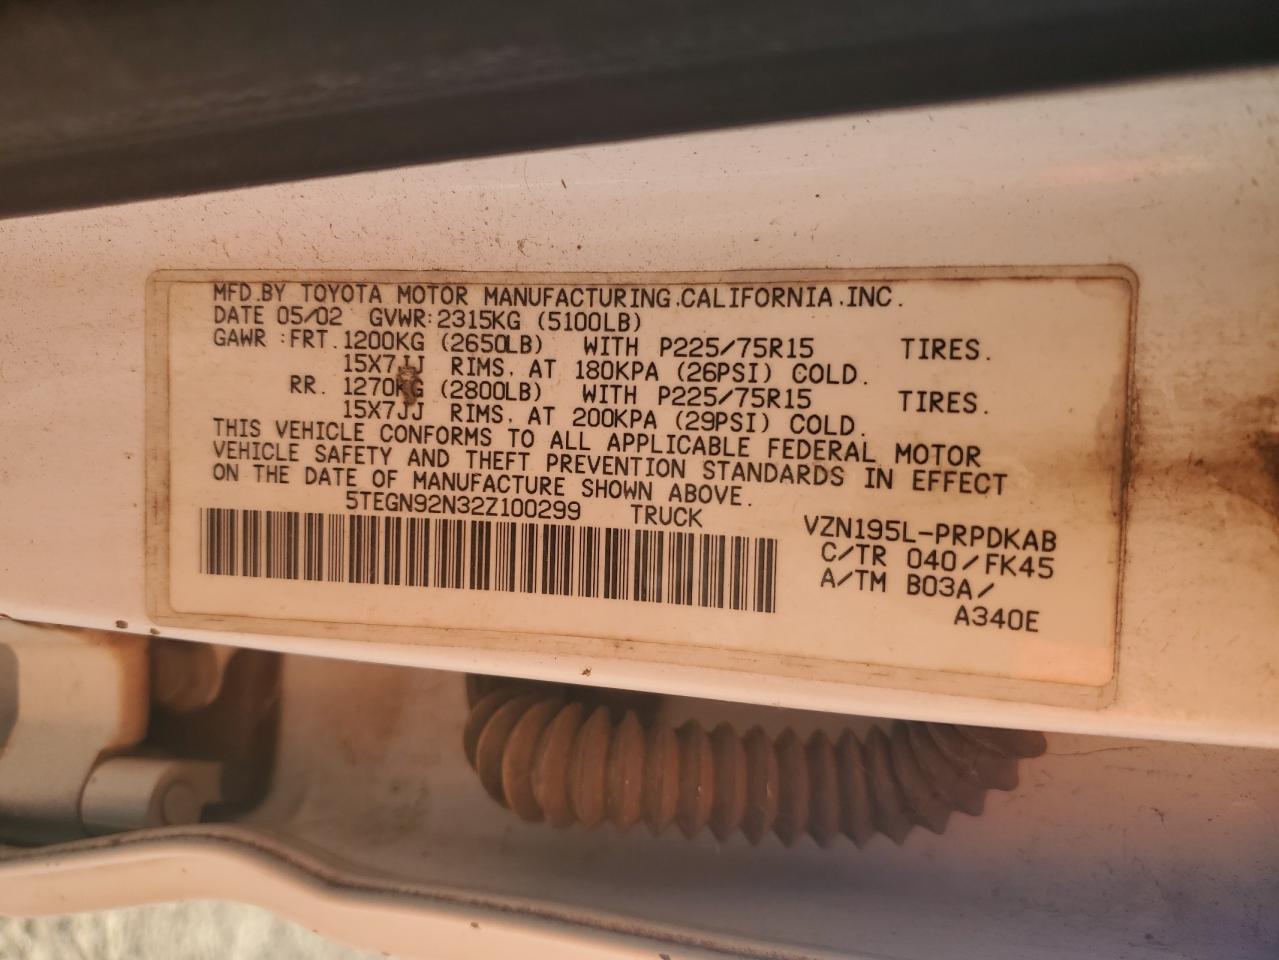 MFD.BY TOYOTA MOTOR MANUFACTURING.CALIFORNIA.INC.
DATE 05/02 GVWR:2315KG (5100LB)
GAWR:FRT.1200KG (2650LB) WITH P225/75R15 TIRES.
15X7JJ RIMS. AT 180KPA (26PSI) COLD.
RR. 1270KG (2800LB) WITH P225/75R15 TIRES.
15X7JJ RIMS. AT 200KPA (29PSI) COLD.
THIS VEHICLE CONFORMS TO ALL APPLICABLE FEDERAL MOTOR
VEHICLE SAFETY AND THEFT PREVENTION STANDARDS IN EFFECT
ON THE DATE OF MANUFACTURE SHOWN ABOVE.
5TEGN92N32Z100299 TRUCK
VZN195L-PRPDKAB
C/TR 040/FK45
A/TM B03A/
A340E